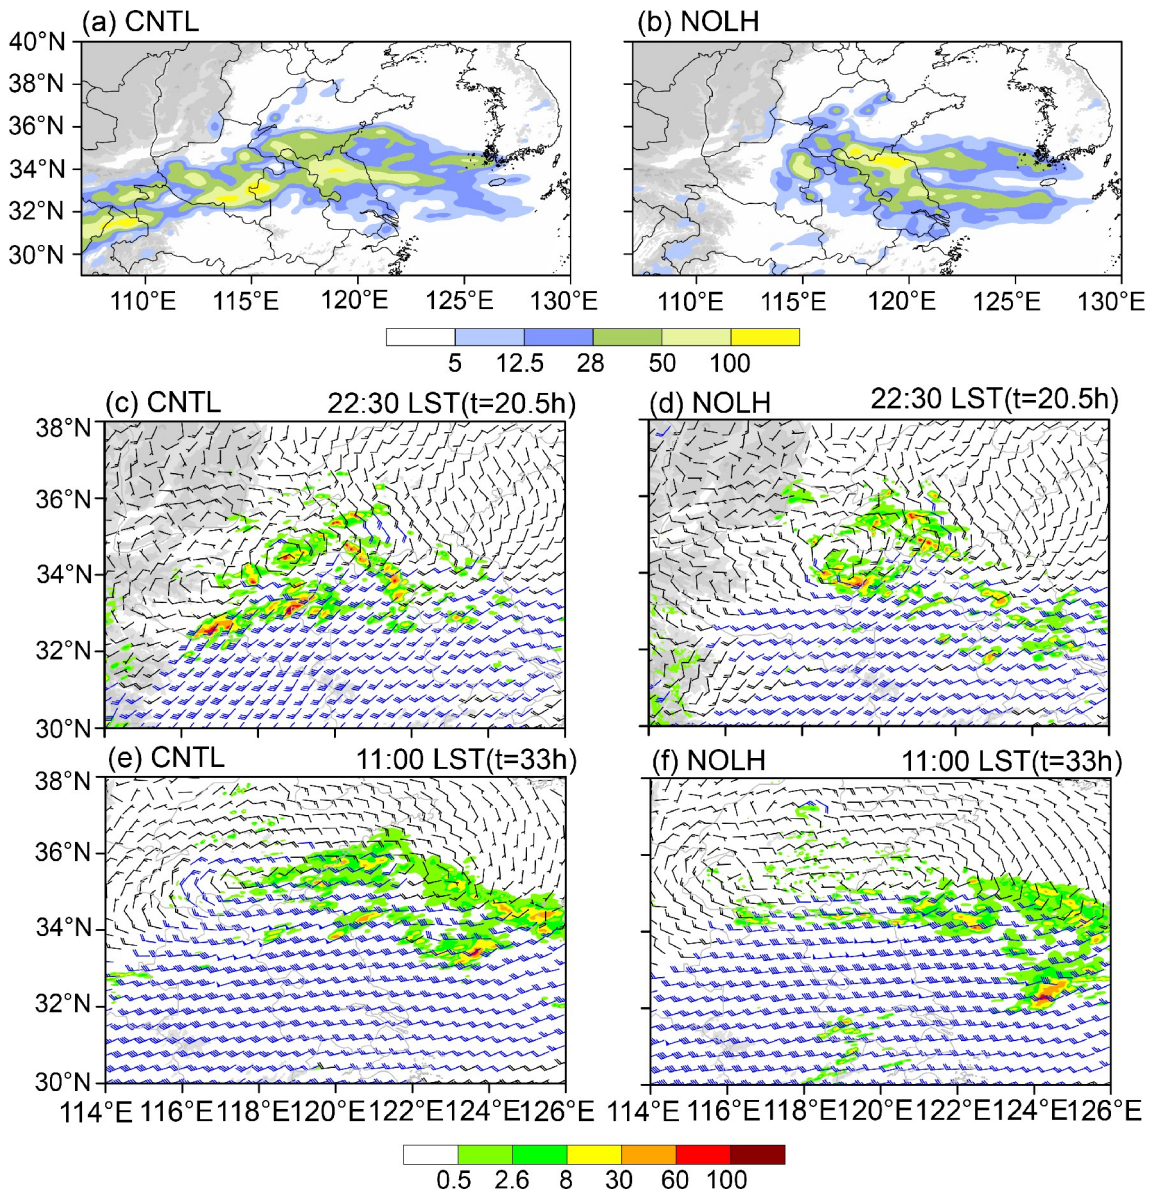 (a) CNTL (b) NOLH
40°N
38°N
36°N
34°N
32°N
30°N
110°E 115°E 120°E 125°E 130°E 110°E 115°E 120°E 125°E 130°E
5 12.5 28 50 100
(c) CNTL 22:30 LST(t=20.5h) (d) NOLH 22:30 LST(t=20.5h)
38°N
36°N
34°N
32°N
30°N
(e) CNTL 11:00 LST(t=33h) (f) NOLH 11:00 LST(t=33h)
38°N
36°N
34°N
32°N
30°N
114°E 116°E 118°E 120°E 122°E 124°E 126°E 114°E 116°E 118°E 120°E 122°E 124°E 126°E
0.5 2.6 8 30 60 100